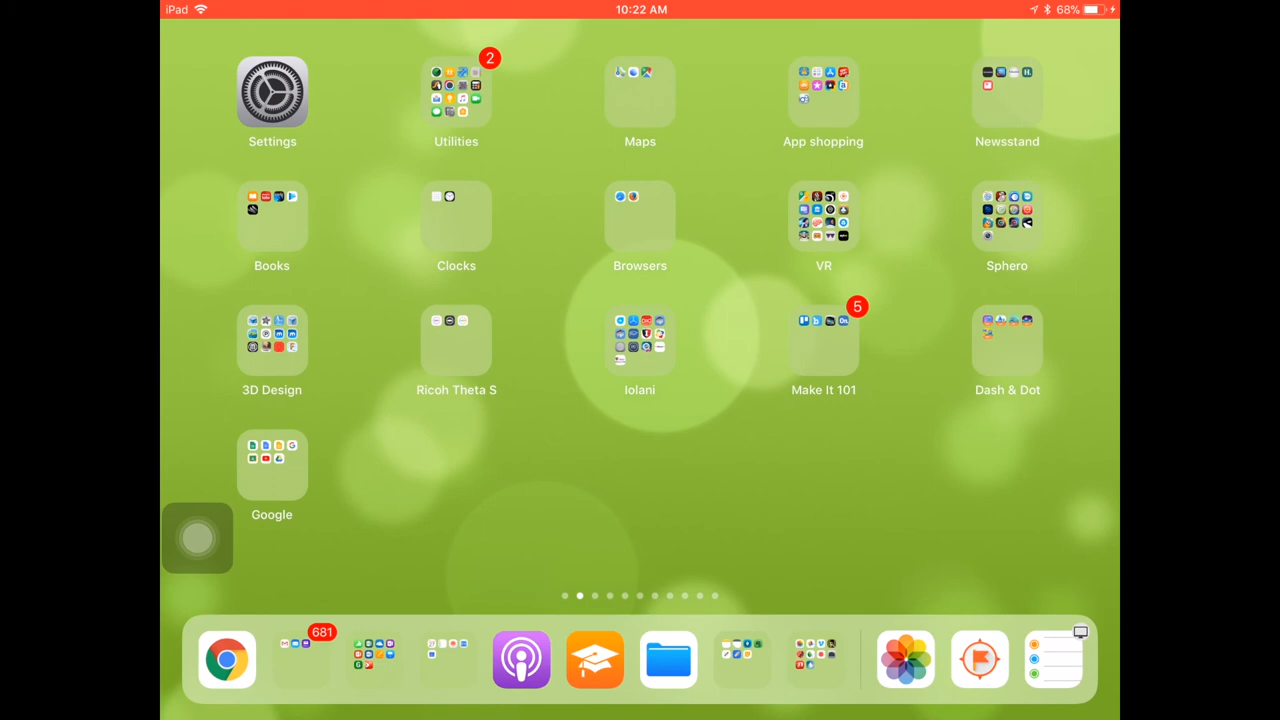 iPad 10:22 AM 68%
2
Settings Utilities Maps App shopping Newsstand
Books Clocks Browsers VR Sphero
5
3D Design Ricoh Theta S Iolani Make It 101 Dash & Dot
Google
681